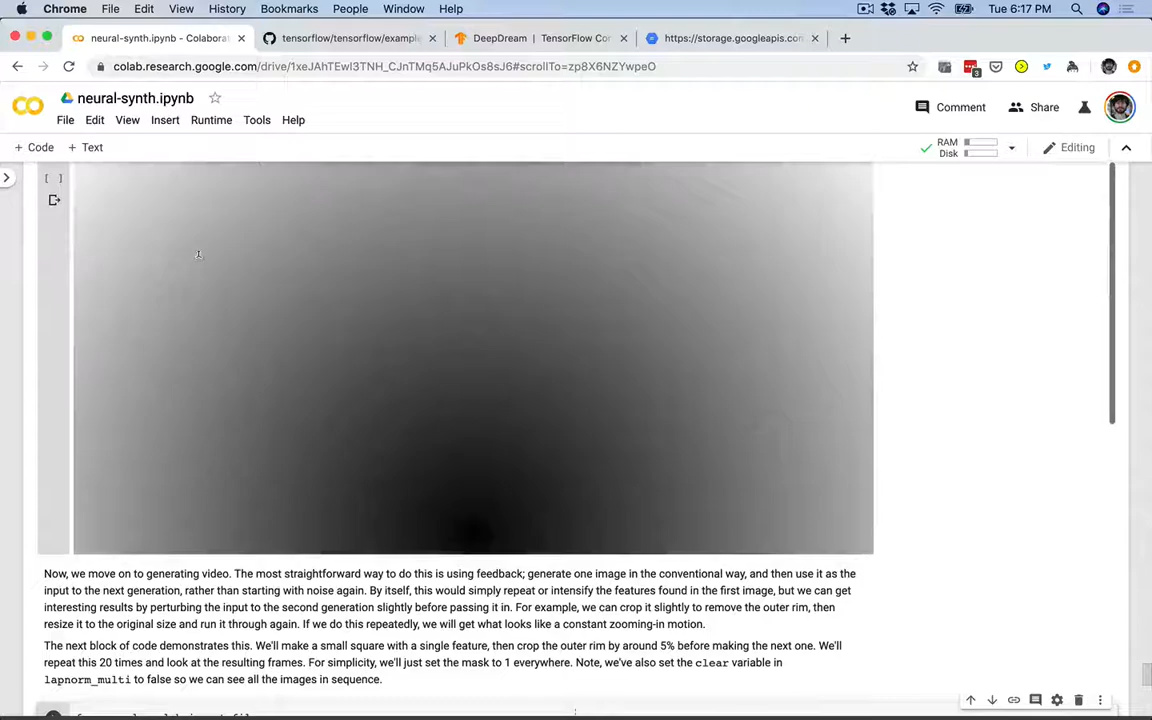 Chrome File Edit View History Bookmarks People Window Help Tue 6:17 PM
neural-synth.ipynb - Colaborat tensorflow/tensorflow/example DeepDream | TensorFlow Cor https://storage.googleapis.com
colab.research.google.com/drive/1xeJAhTEwI3TNH_CJnTMq5AJuPkOs8sJ6#scrollTo=zp8X6NZYwpeO 3
neural-synth.ipynb
Comment Share
File Edit View Insert Runtime Tools Help
+ Code + Text RAM Disk Editing
[ ]
Now, we move on to generating video. The most straightforward way to do this is using feedback; generate one image in the conventional way, and then use it as the
input to the next generation, rather than starting with noise again. By itself, this would simply repeat or intensify the features found in the first image, but we can get
interesting results by perturbing the input to the second generation slightly before passing it in. For example, we can crop it slightly to remove the outer rim, then
resize it to the original size and run it through again. If we do this repeatedly, we will get what looks like a constant zooming-in motion.
The next block of code demonstrates this. We'll make a small square with a single feature, then crop the outer rim by around 5% before making the next one. We'll
repeat this 20 times and look at the resulting frames. For simplicity, we'll just set the mask to 1 everywhere. Note, we've also set the clear variable in
lapnorm_multi to false so we can see all the images in sequence.